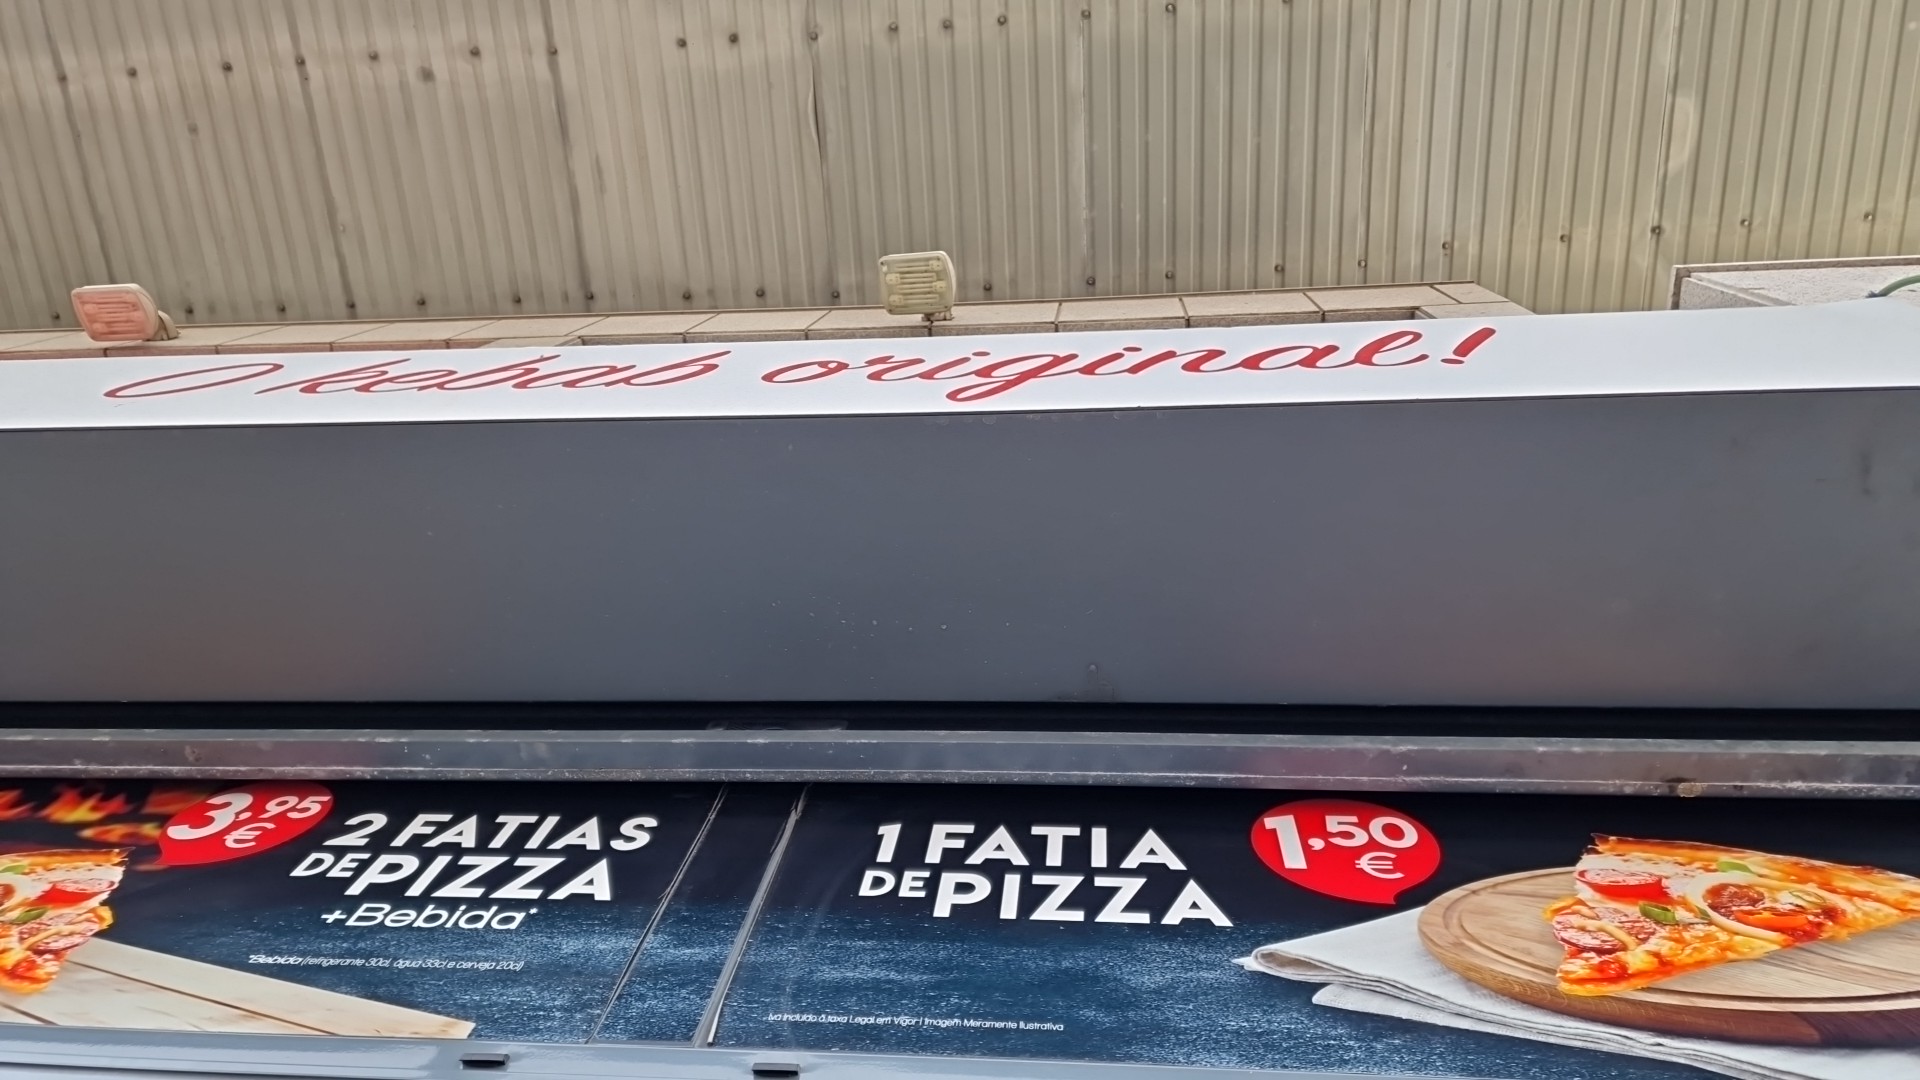 O kebab original!
3,95
€
2 FATIAS
DE PIZZA
+Bebida*
*Bebida (refrigerante 30cl, água 33cl e cerveja 20cl)
1 FATIA
DE PIZZA
1,50
€
Iva Incluído à taxa Legal em Vigor | Imagem Meramente Ilustrativa